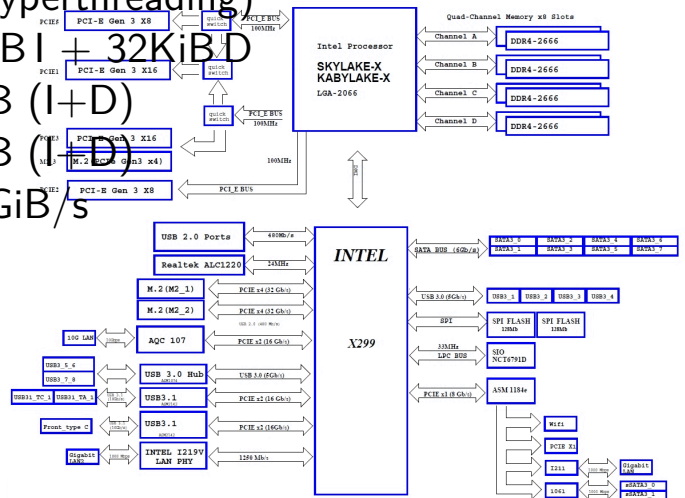 yperthreading)
B I + 32KiB D
B (I+D)
B (I+D)
GiB/s
PCI-E Gen 3 X8
quick switch
PCI_E BUS
100MHz
PCIE1
PCI-E Gen 3 X16
quick switch
quick switch
PCI_E BUS
100MHz
PCIE3
PCI-E Gen 3 X16
M.2(PCIe Gen3 x4)
100MHz
PCIE2
PCI-E Gen 3 X8
PCI_E BUS
Intel Processor
SKYLAKE-X
KABYLAKE-X
LGA-2066
Quad-Channel Memory x8 Slots
Channel A
DDR4-2666
Channel B
DDR4-2666
Channel C
DDR4-2666
Channel D
DDR4-2666
DMI
INTEL
X299
USB 2.0 Ports
480Mb/s
Realtek ALC1220
24MHz
M.2(M2_1)
PCIE x4 (32 Gb/s)
M.2(M2_2)
PCIE x4 (32 Gb/s)
10G LAN
AQC 107
PCIE x2 (16 Gb/s)
USB3_5_6
USB3_7_8
USB 3.0 Hub
USB 3.0 (5Gb/s)
USB31_TC_1
USB31_TA_1
USB3.1
PCIE x2 (16 Gb/s)
Front_type C
USB3.1
PCIE x2 (16Gb/s)
Gigabit
INTEL I219V
LAN PHY
1250 Mb/s
SATA BUS (6Gb/s)
SATA3_0 SATA3_2 SATA3_4 SATA3_6
SATA3_1 SATA3_3 SATA3_5 SATA3_7
USB 3.0 (5Gb/s)
USB3_1 USB3_2 USB3_3 USB3_4
SPI
SPI FLASH 128Mb
SPI FLASH 128Mb
33MHz
LPC BUS
SIO
NCT6791D
PCIE x1 (8 Gb/s)
ASM 1184e
Wifi
PCIE X1
I211
Gigabit
LAN
1061